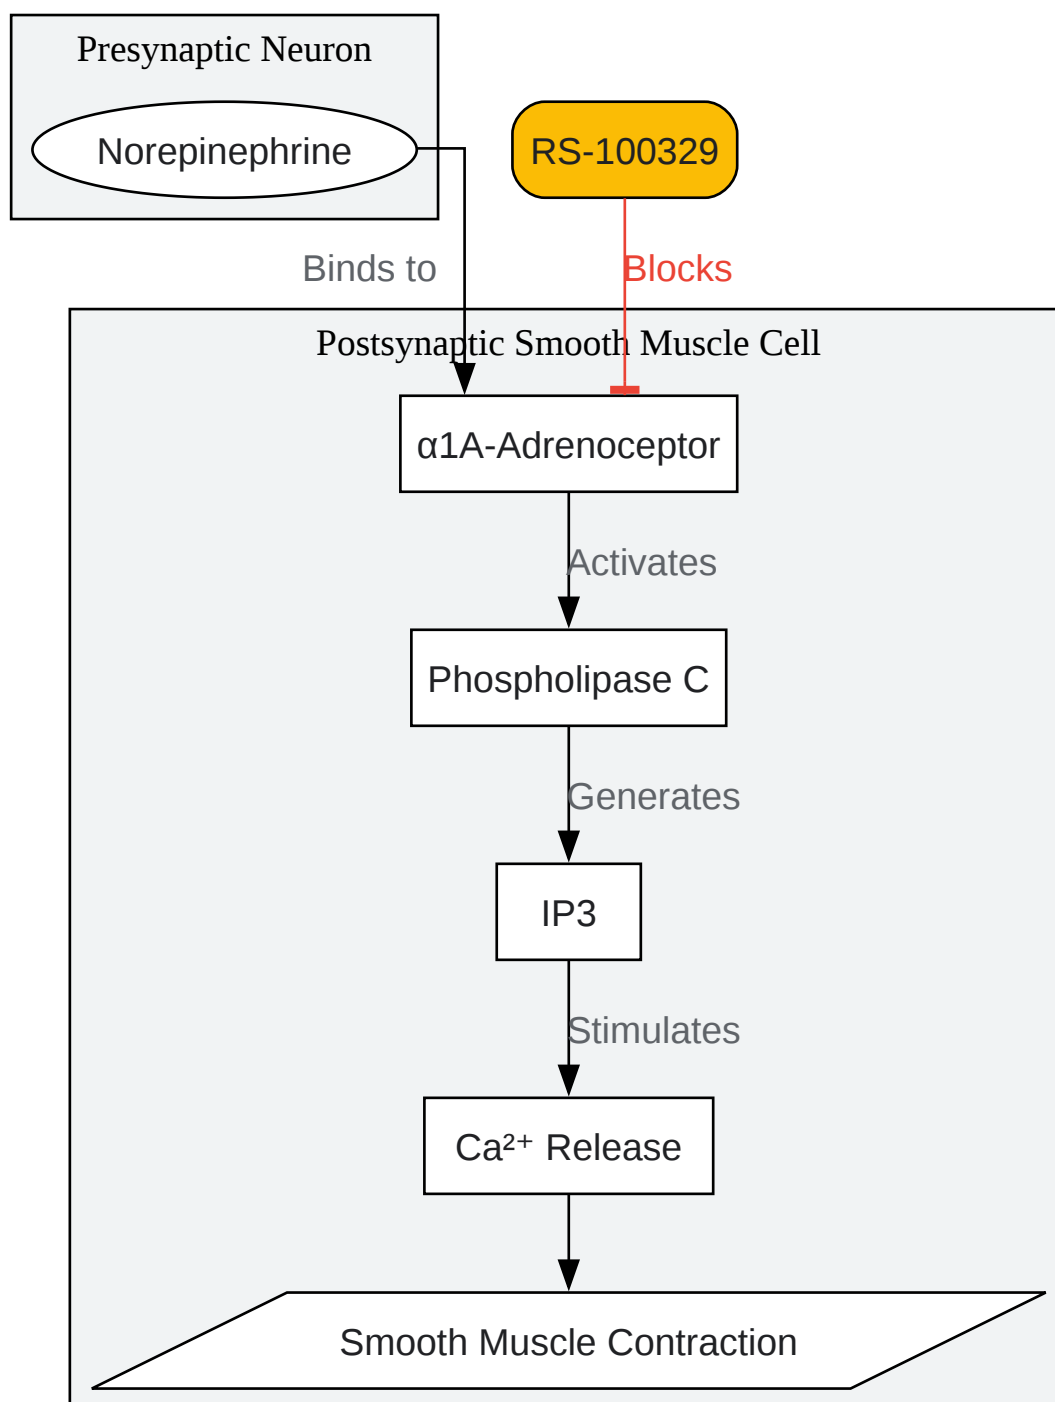 Presynaptic Neuron
Norepinephrine
RS-100329
Binds to
Blocks
Postsynaptic Smooth Muscle Cell
α1A-Adrenoceptor
Activates
Phospholipase C
Generates
IP3
Stimulates
Ca²⁺ Release
Smooth Muscle Contraction